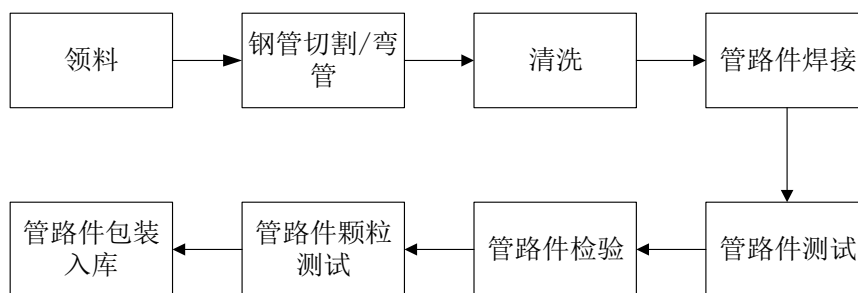 领料
钢管切割/弯
管
清洗
管路件焊接
管路件测试
管路件检验
管路件颗粒
测试
管路件包装
入库